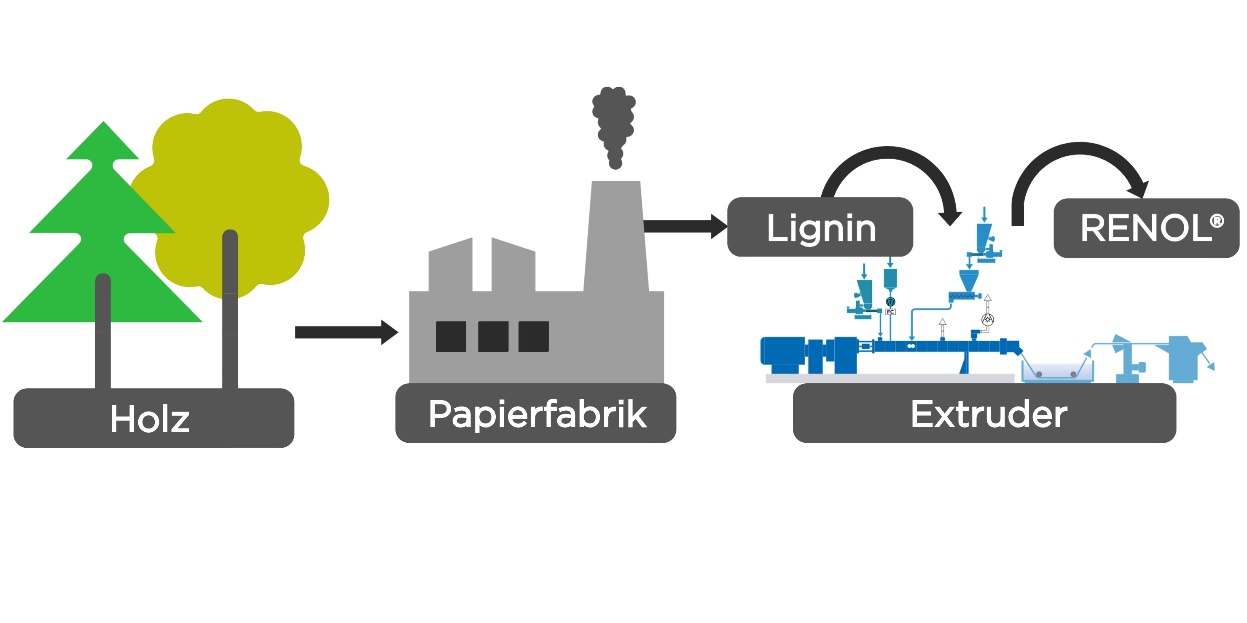 Lignin
RENOL®
Holz
Papierfabrik
Extruder